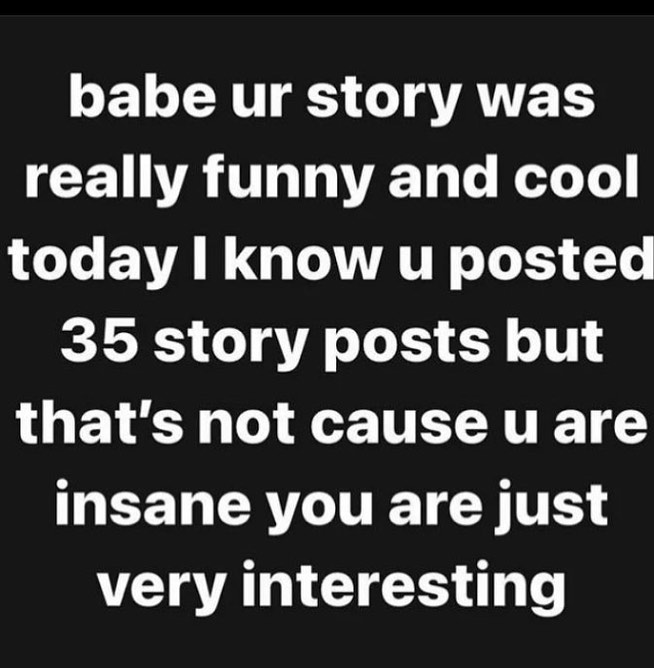 babe ur story was
really funny and cool
today I know u posted
35 story posts but
that's not cause u are
insane you are just
very interesting